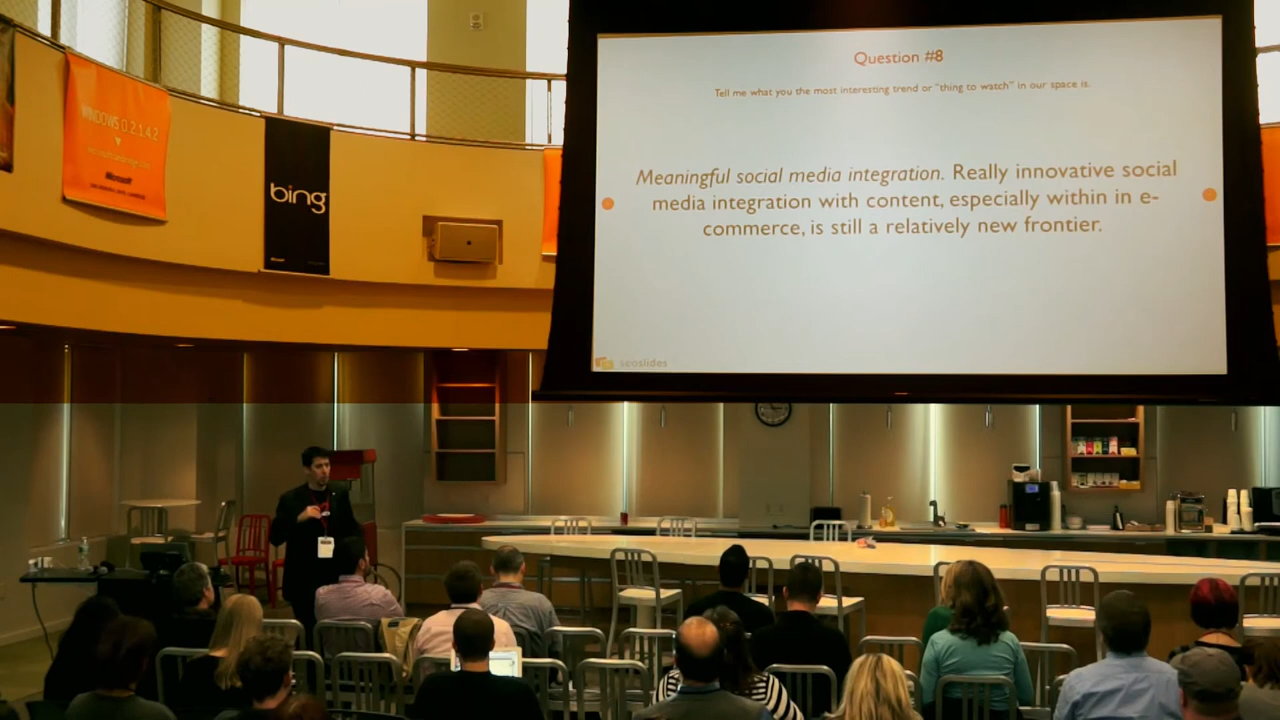 Question #8
Tell me what you the most interesting trend or "thing to watch" in our space is.
Meaningful social media integration. Really innovative social
media integration with content, especially within in e-
commerce, is still a relatively new frontier.
seoslides
WINDOWS 0.2.1.4.2
Microsoft
bing